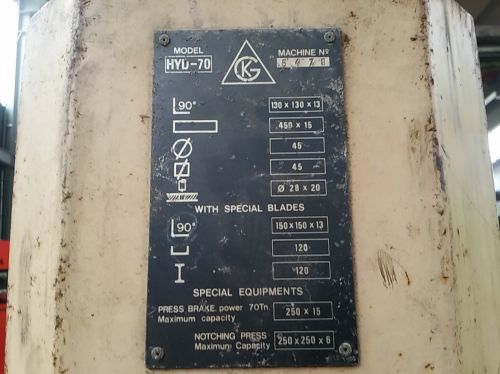 MODEL
HYD-70
KG
MACHINE Nº
5478
90° 130 x 130 x 13
450 x 15
45
45
Ø 28 x 20
WITH SPECIAL BLADES
90° 150 x 150 x 13
120
120
SPECIAL EQUIPMENTS
PRESS BRAKE. power 70Tn. 250 x 15
Maximum capacity
NOTCHING PRESS 250 x 250 x 6
Maximum Capacity